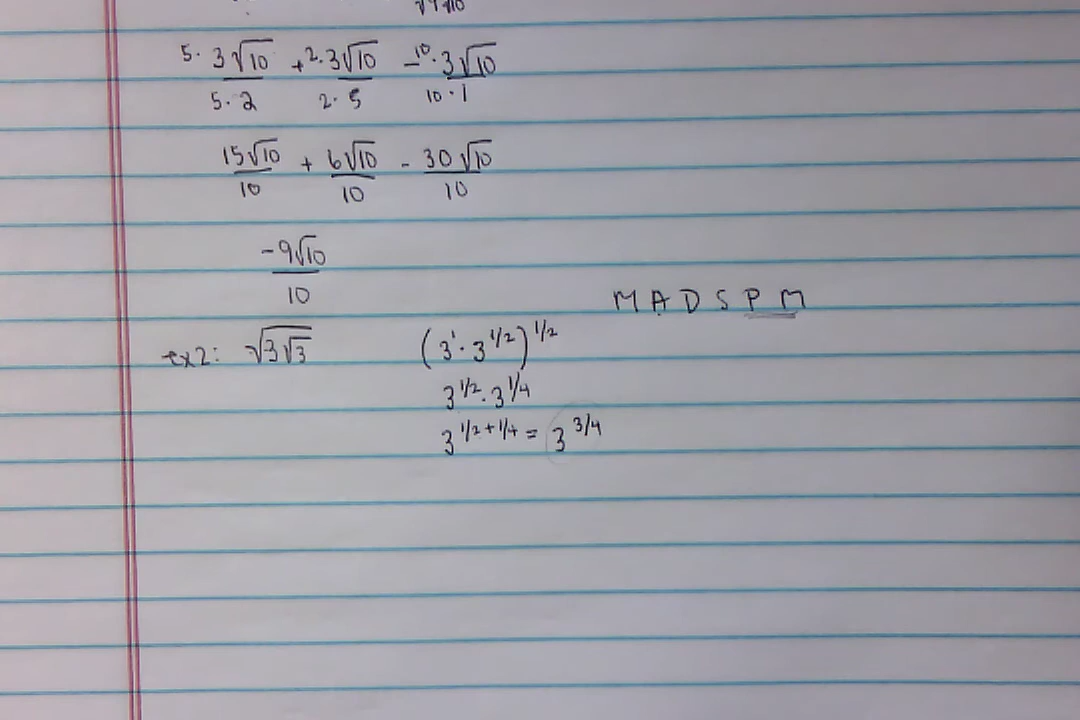 5·3√10/5·2 + 2·3√10/2·5 - 10·3√10/10·1
15√10/10 + 6√10/10 - 30√10/10
-9√10/10
M A D S P M
ex2: √(3√3) (3^1 · 3^1/2)^1/2
3^1/2 · 3^1/4
3^1/2+1/4 = 3^3/4